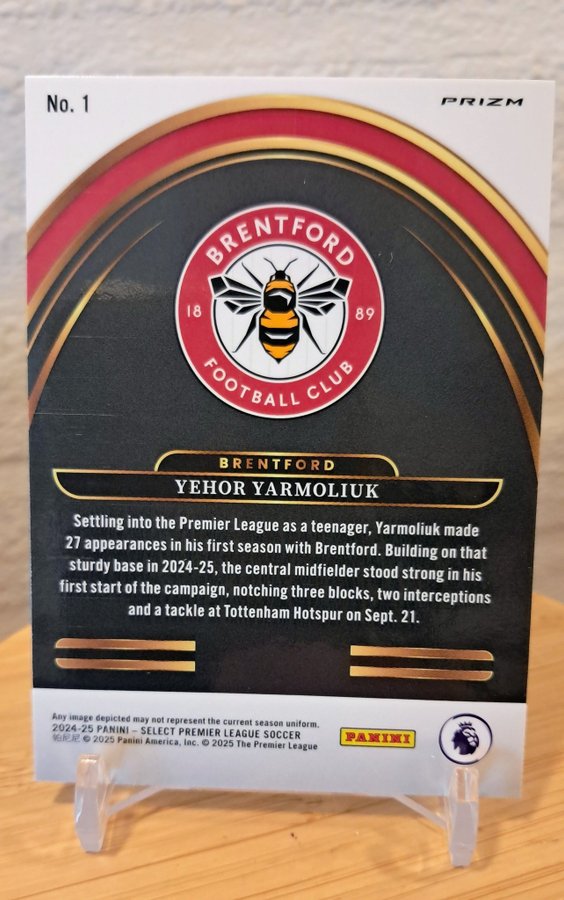 No. 1
PRIZM
BRENTFORD
18 89
FOOTBALL CLUB
BRENTFORD
YEHOR YARMOLIUK
Settling into the Premier League as a teenager, Yarmoliuk made
27 appearances in his first season with Brentford. Building on that
sturdy base in 2024-25, the central midfielder stood strong in his
first start of the campaign, notching three blocks, two interceptions
and a tackle at Tottenham Hotspur on Sept. 21.
Any image depicted may not represent the current season uniform.
2024-25 PANINI – SELECT PREMIER LEAGUE SOCCER
帕尼尼 © 2025 Panini America, Inc. © 2025 The Premier League
PANINI